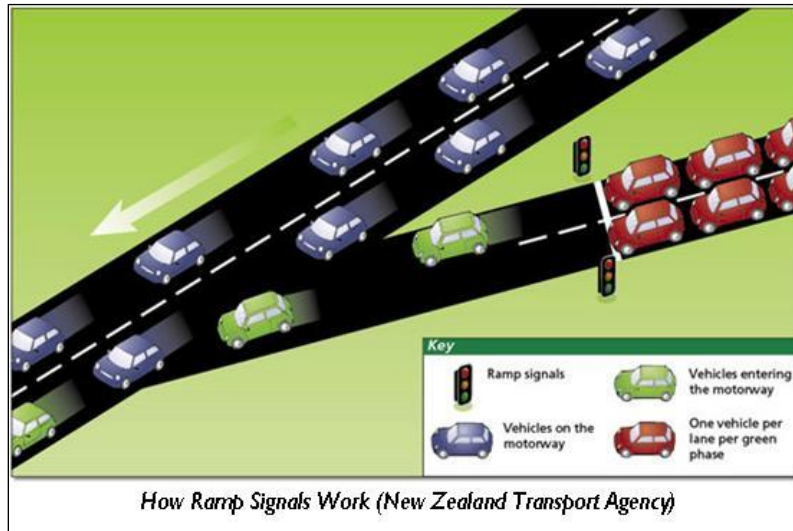 Key
Ramp signals
Vehicles entering
the motorway
Vehicles on the
motorway
One vehicle per
lane per green
phase
How Ramp Signals Work (New Zealand Transport Agency)